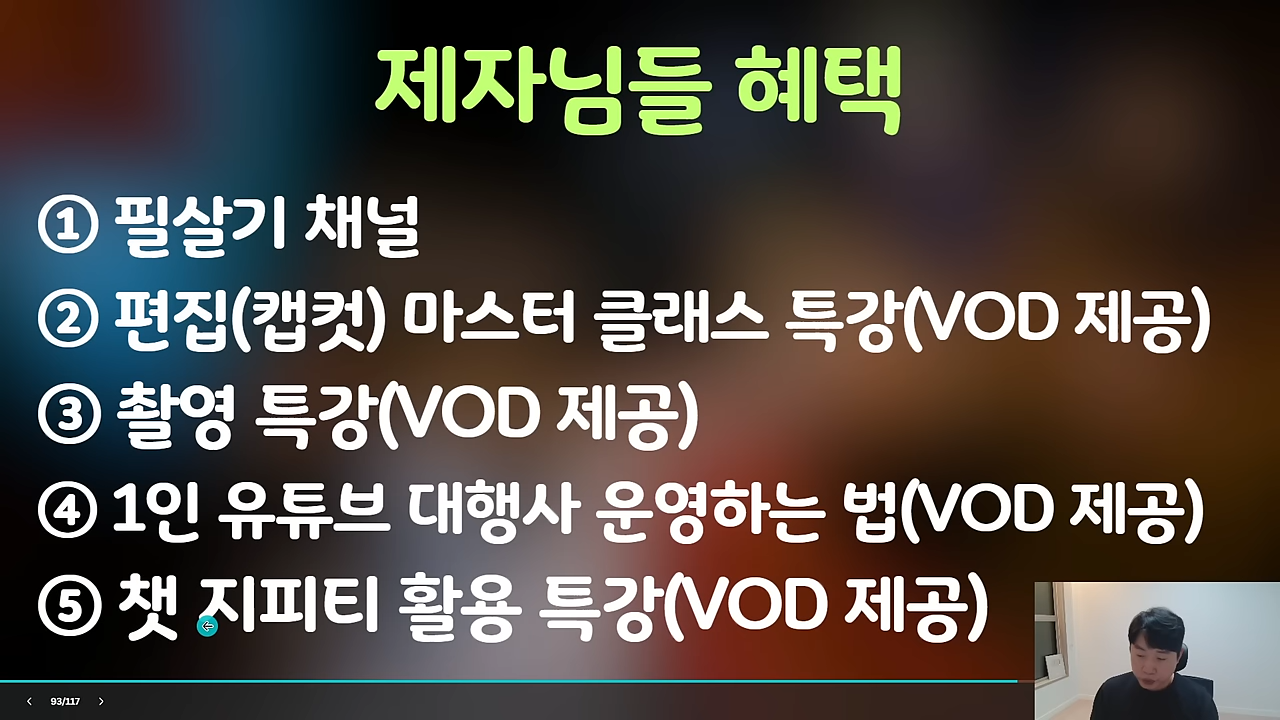 제자님들 혜택
① 필살기 채널
② 편집(캡컷) 마스터 클래스 특강(VOD 제공)
③ 촬영 특강(VOD 제공)
④ 1인 유튜브 대행사 운영하는 법(VOD 제공)
⑤ 챗 지피티 활용 특강(VOD 제공)
93/117